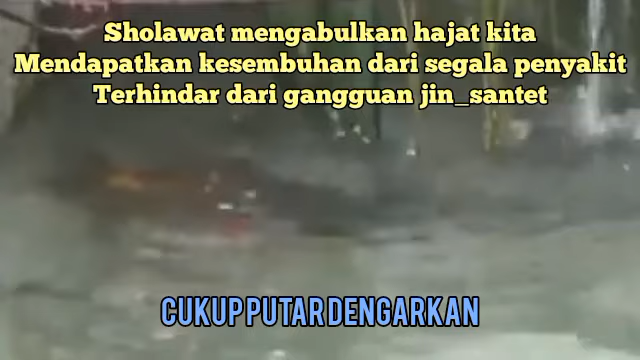 Sholawat mengabulkan hajat kita
Mendapatkan kesembuhan dari segala penyakit
Terhindar dari gangguan jin_santet
CUKUP PUTAR DENGARKAN